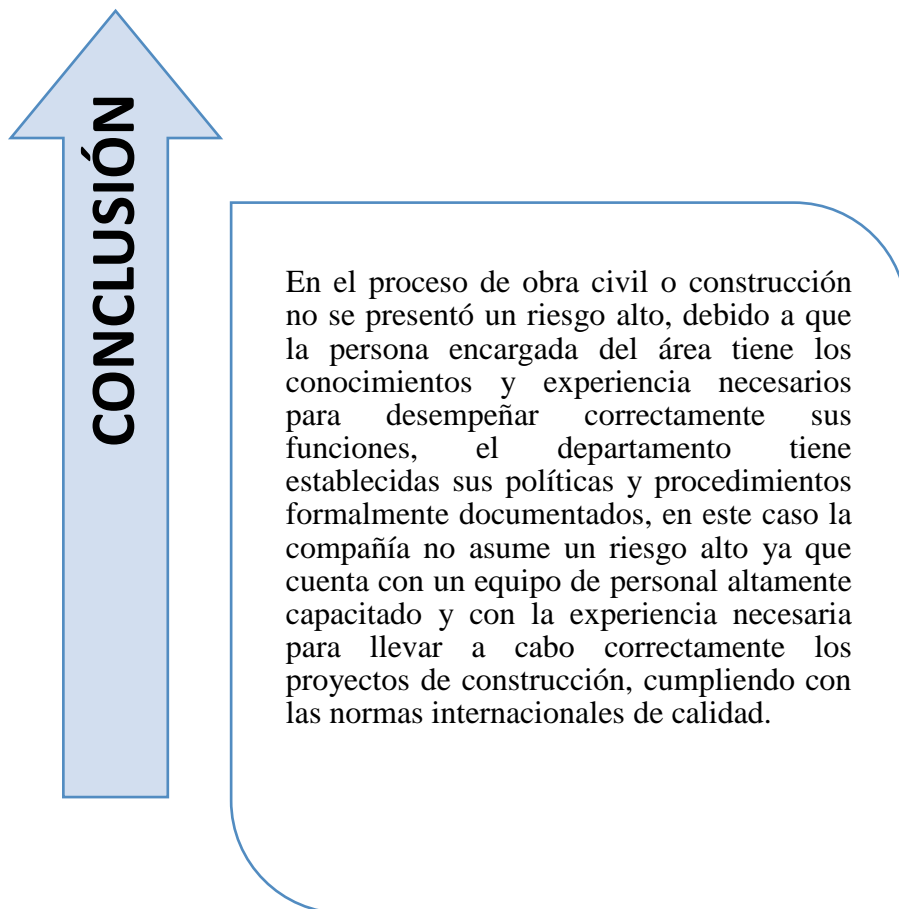 CONCLUSIÓN
En el proceso de obra civil o construcción
no se presentó un riesgo alto, debido a que
la persona encargada del área tiene los
conocimientos y experiencia necesarios
para desempeñar correctamente sus
funciones, el departamento tiene
establecidas sus políticas y procedimientos
formalmente documentados, en este caso la
compañía no asume un riesgo alto ya que
cuenta con un equipo de personal altamente
capacitado y con la experiencia necesaria
para llevar a cabo correctamente los
proyectos de construcción, cumpliendo con
las normas internacionales de calidad.